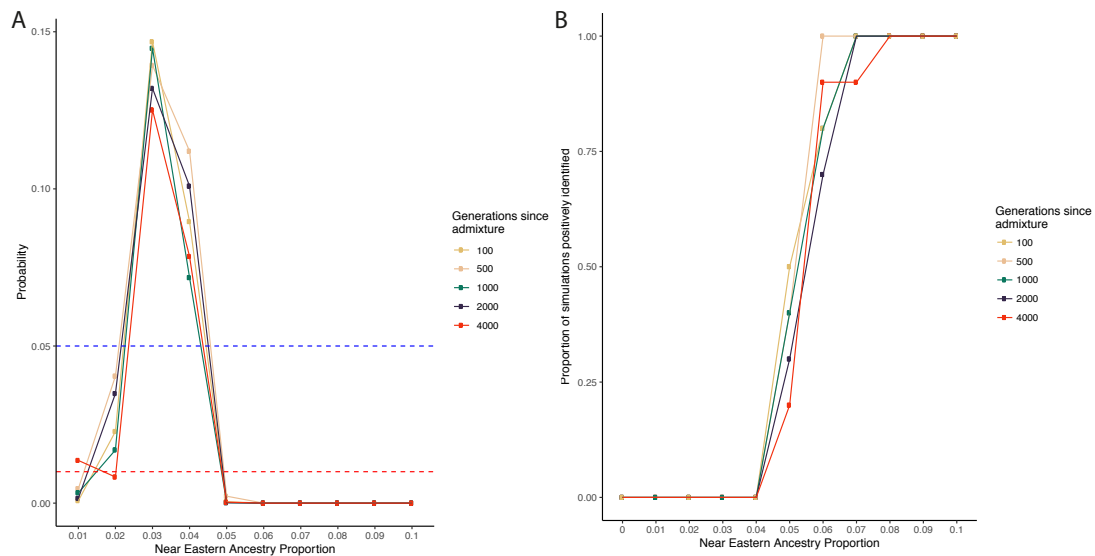 A
Probability
0.15
0.10
0.05
0.00
0.01 0.02 0.03 0.04 0.05 0.06 0.07 0.08 0.09 0.1
Near Eastern Ancestry Proportion
Generations since
admixture
100
500
1000
2000
4000
B
Proportion of simulations positively identified
1.00
0.75
0.50
0.25
0.00
0 0.01 0.02 0.03 0.04 0.05 0.06 0.07 0.08 0.09 0.1
Near Eastern Ancestry Proportion
Generations since
admixture
100
500
1000
2000
4000